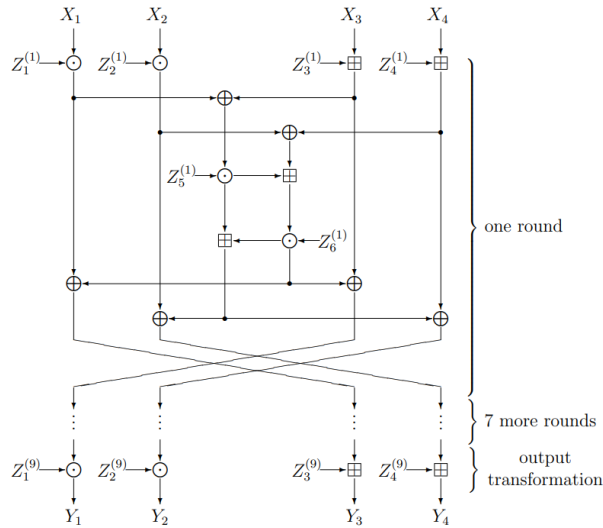 X₁ X₂ X₃ X₄
Z₁⁽¹⁾ Z₂⁽¹⁾ Z₃⁽¹⁾ Z₄⁽¹⁾
Z₅⁽¹⁾
one round
Z₆⁽¹⁾
⋮ ⋮ ⋮ ⋮ 7 more rounds
Z₁⁽⁹⁾ Z₂⁽⁹⁾ Z₃⁽⁹⁾ Z₄⁽⁹⁾
output
transformation
Y₁ Y₂ Y₃ Y₄